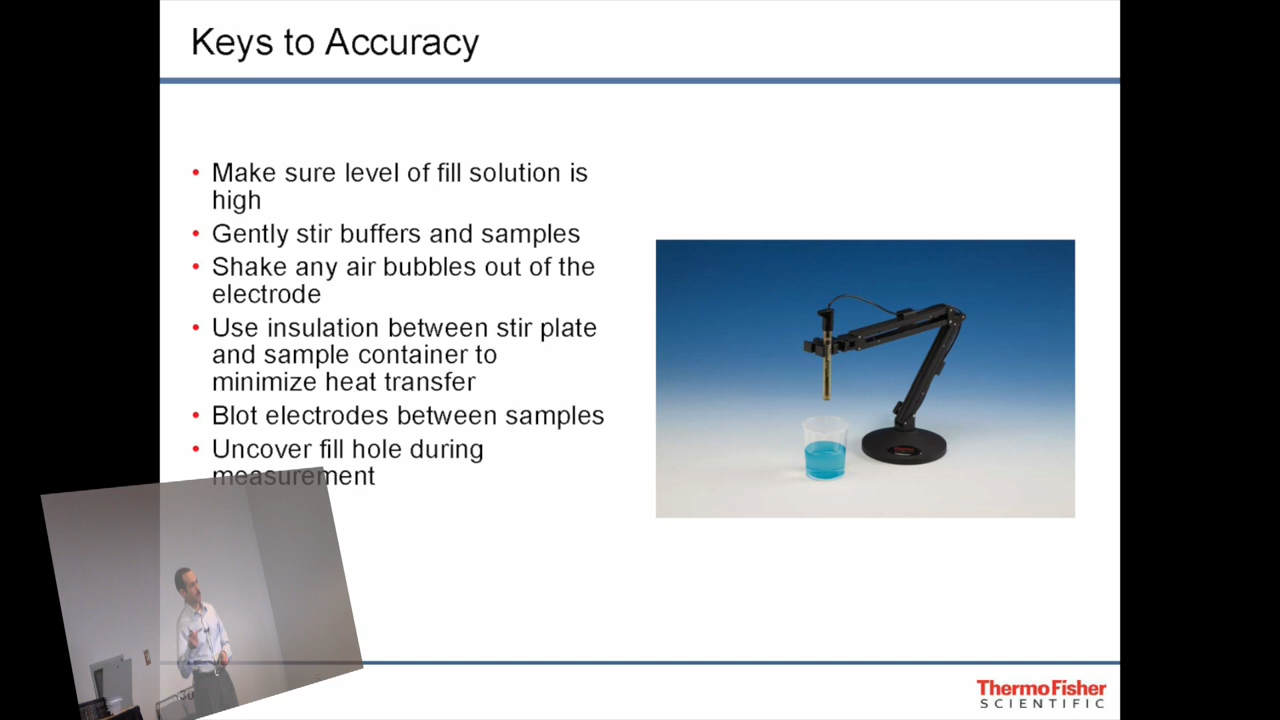 Keys to Accuracy
• Make sure level of fill solution is
high
• Gently stir buffers and samples
• Shake any air bubbles out of the
electrode
• Use insulation between stir plate
and sample container to
minimize heat transfer
• Blot electrodes between samples
• Uncover fill hole during
measurement
ThermoFisher
SCIENTIFIC